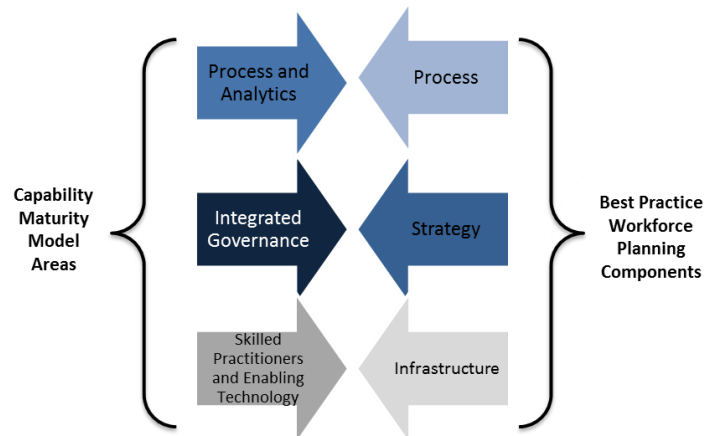 Capability
Maturity
Model
Areas
Process and
Analytics
Process
Integrated
Governance
Strategy
Skilled
Practitioners
and Enabling
Technology
Infrastructure
Best Practice
Workforce
Planning
Components